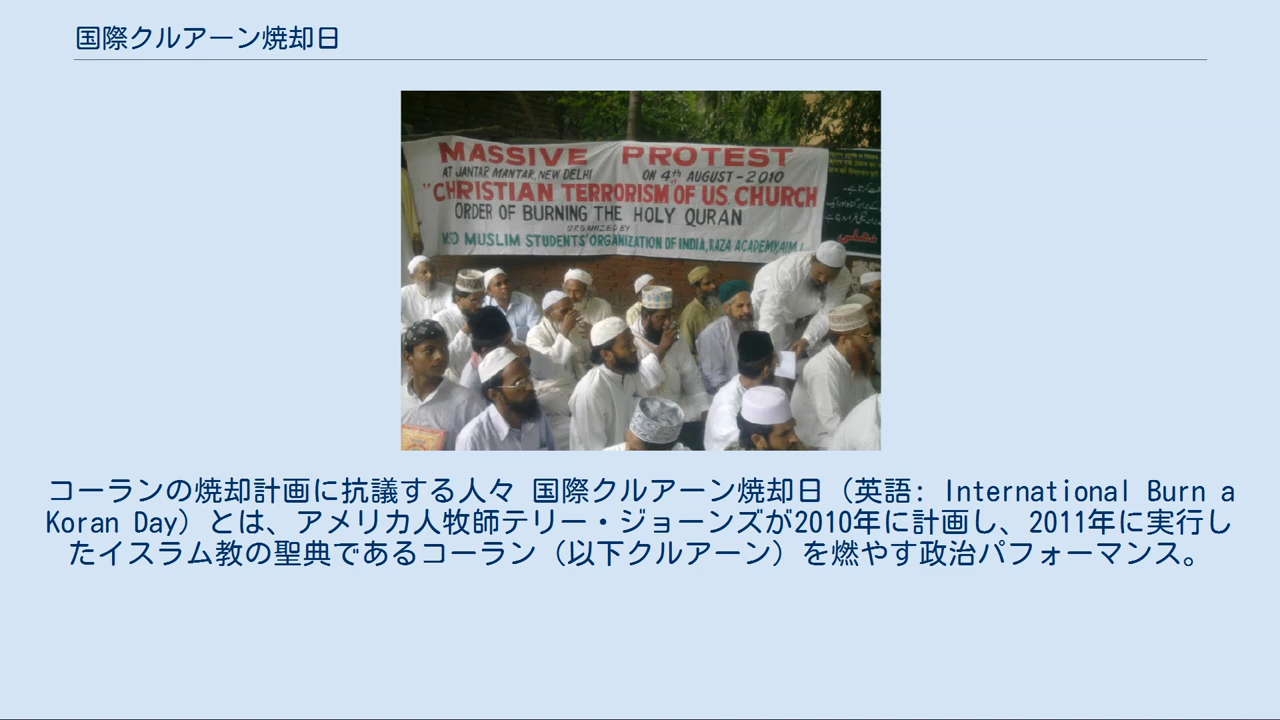 国際クルアーン焼却日
MASSIVE PROTEST
AT JANTAR MANTAR, NEW DELHI ON 4th AUGUST-2010
"CHRISTIAN TERRORISM OF US CHURCH
ORDER OF BURNING THE HOLY QURAN
ORGANIZED BY
MSO MUSLIM STUDENTS' ORGANIZATION OF INDIA, RAZA ACADEMY
コーランの焼却計画に抗議する人々 国際クルアーン焼却日（英語: International Burn a
Koran Day）とは、アメリカ人牧師テリー・ジョーンズが2010年に計画し、2011年に実行し
たイスラム教の聖典であるコーラン（以下クルアーン）を燃やす政治パフォーマンス。